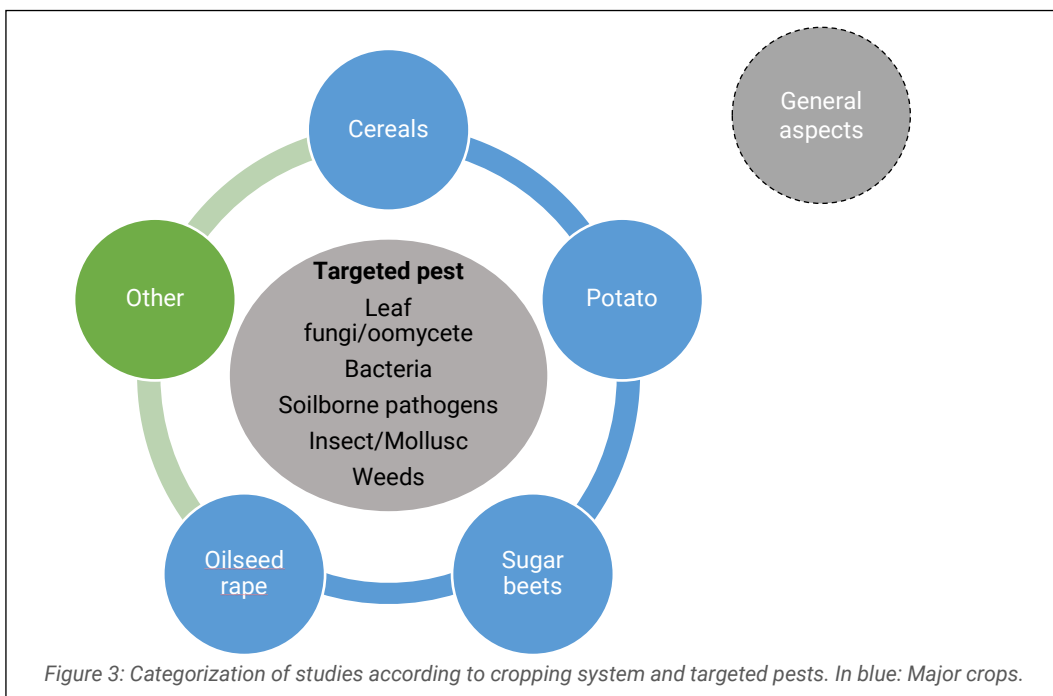 Cereals
General
aspects
Other
Potato
Targeted pest
Leaf
fungi/oomycete
Bacteria
Soilborne pathogens
Insect/Mollusc
Weeds
Oilseed
rape
Sugar
beets
Figure 3: Categorization of studies according to cropping system and targeted pests. In blue: Major crops.